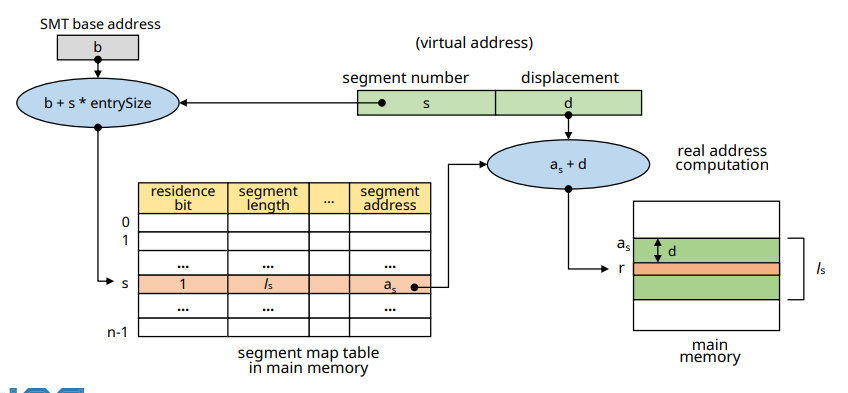 SMT base address
b
(virtual address)
segment number
displacement
b + s * entrySize
s
d
a_s + d
real address
computation
residence
bit
segment
length
...
segment
address
0
1
...
...
...
s
1
l_s
a_s
...
...
...
n-1
segment map table
in main memory
a_s
d
r
l_s
main
memory